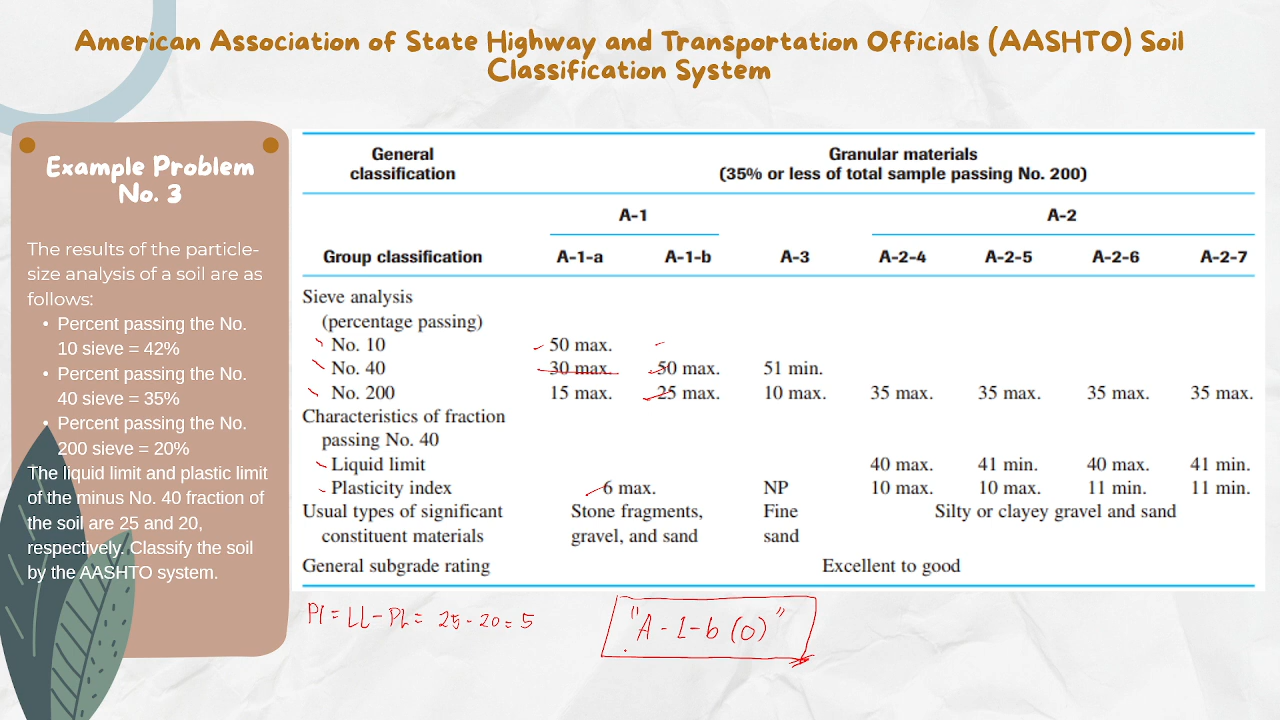 American Association of State Highway and Transportation Officials (AASHTO) Soil
Classification System
Example Problem
No. 3
The results of the particle-
size analysis of a soil are as
follows:
• Percent passing the No.
10 sieve = 42%
• Percent passing the No.
40 sieve = 35%
• Percent passing the No.
200 sieve = 20%
The liquid limit and plastic limit
of the minus No. 40 fraction of
the soil are 25 and 20,
respectively. Classify the soil
by the AASHTO system.
General Granular materials
classification (35% or less of total sample passing No. 200)
A-1 A-2
Group classification A-1-a A-1-b A-3 A-2-4 A-2-5 A-2-6 A-2-7
Sieve analysis
(percentage passing)
No. 10 50 max.
No. 40 30 max. 50 max. 51 min.
No. 200 15 max. 25 max. 10 max. 35 max. 35 max. 35 max. 35 max.
Characteristics of fraction
passing No. 40
Liquid limit 40 max. 41 min. 40 max. 41 min.
Plasticity index 6 max. NP 10 max. 10 max. 11 min. 11 min.
Usual types of significant Stone fragments, Fine Silty or clayey gravel and sand
constituent materials gravel, and sand sand
General subgrade rating Excellent to good
PI = LL - PL = 25 - 20 = 5
"A-1-b (0)"